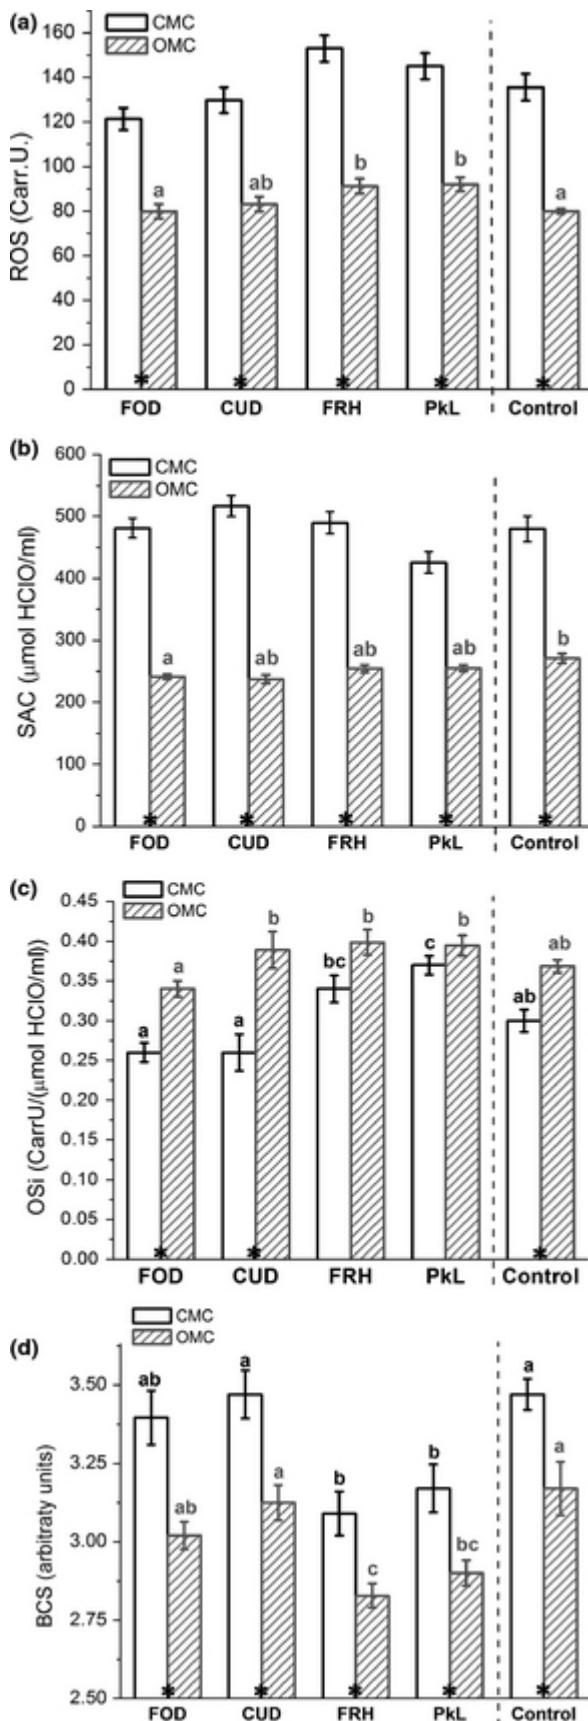 (a)
CMC
OMC
ROS (Carr.U.)
160
140
120
100
80
60
40
20
0
a
ab
b
b
a
* * * * *
FOD CUD FRH PkL Control
(b)
CMC
OMC
SAC (µmol HClO/ml)
600
500
400
300
200
100
0
a
ab
ab
ab
b
* * * * *
FOD CUD FRH PkL Control
(c)
CMC
OMC
OSi (CarrU/(µmol HClO/ml))
0.45
0.40
0.35
0.30
0.25
0.20
0.15
0.10
0.05
0.00
a a
a b
bc b
c b
ab ab
* * *
FOD CUD FRH PkL Control
(d)
CMC
OMC
BCS (arbitraty units)
3.50
3.25
3.00
2.75
2.50
ab ab
a a
b c
b bc
a a
* * * * *
FOD CUD FRH PkL Control